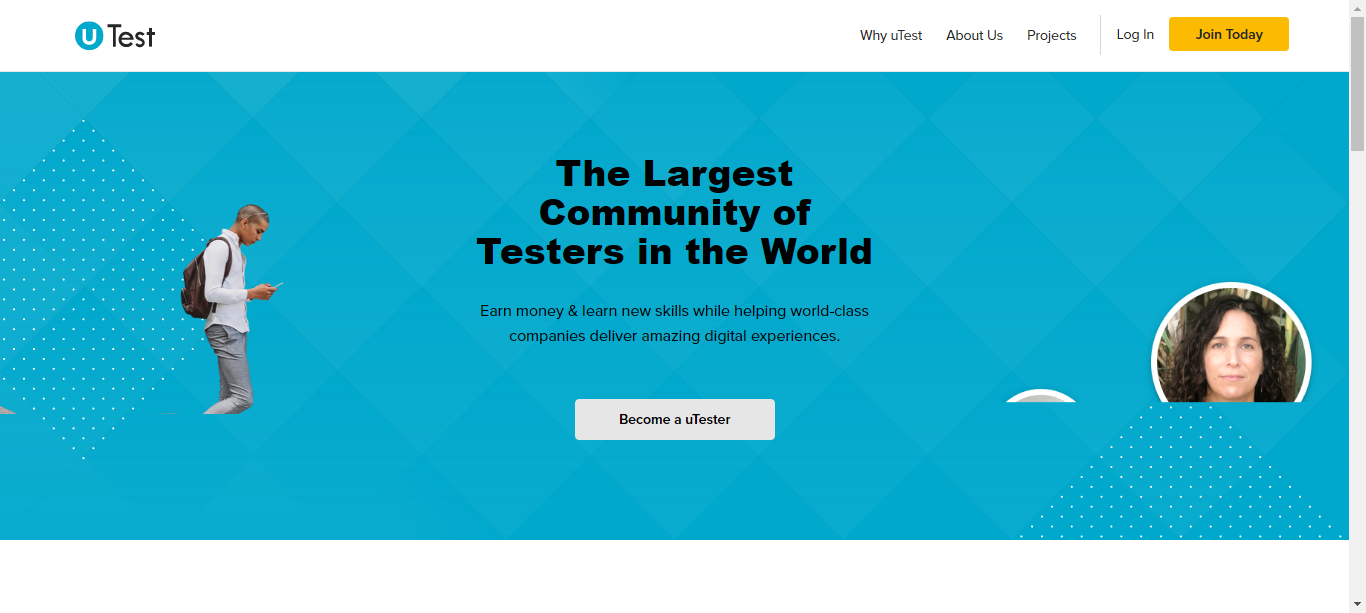 uTest
Why uTest
About Us
Projects
Log In
Join Today
The Largest
Community of
Testers in the World
Earn money & learn new skills while helping world-class
companies deliver amazing digital experiences.
Become a uTester